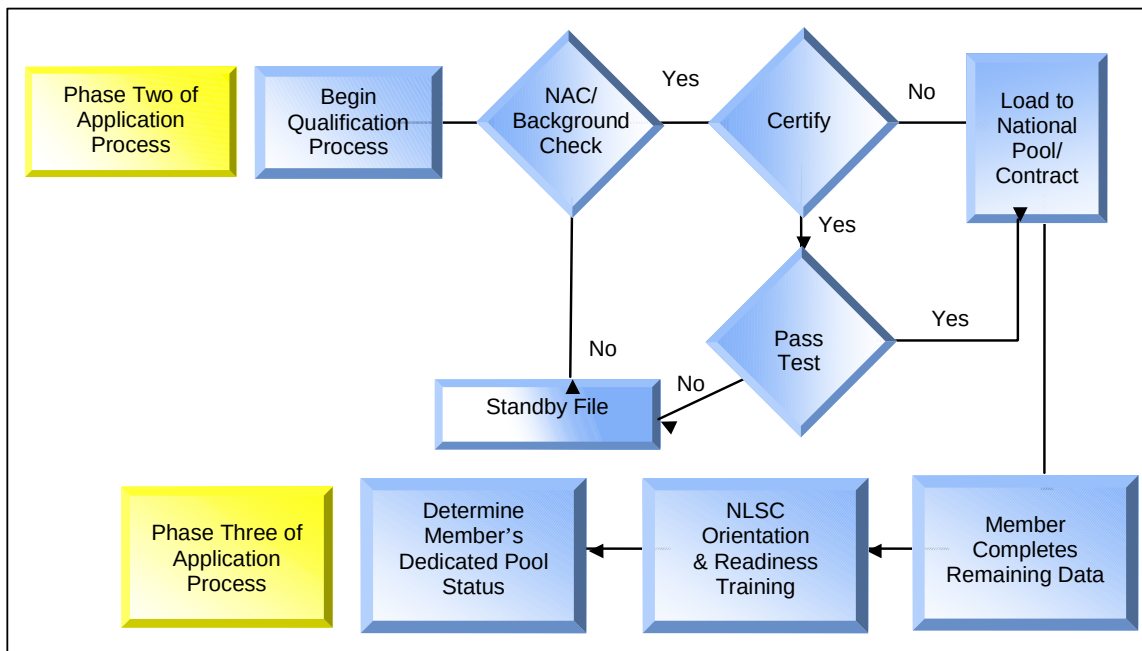 Phase Two of
Application
Process
Begin
Qualification
Process
NAC/
Background
Check
Yes
Certify
No
Load to
National
Pool/
Contract
Yes
Pass
Test
Yes
No
No
Standby File
Phase Three of
Application
Process
Determine
Member’s
Dedicated Pool
Status
NLSC
Orientation
& Readiness
Training
Member
Completes
Remaining Data